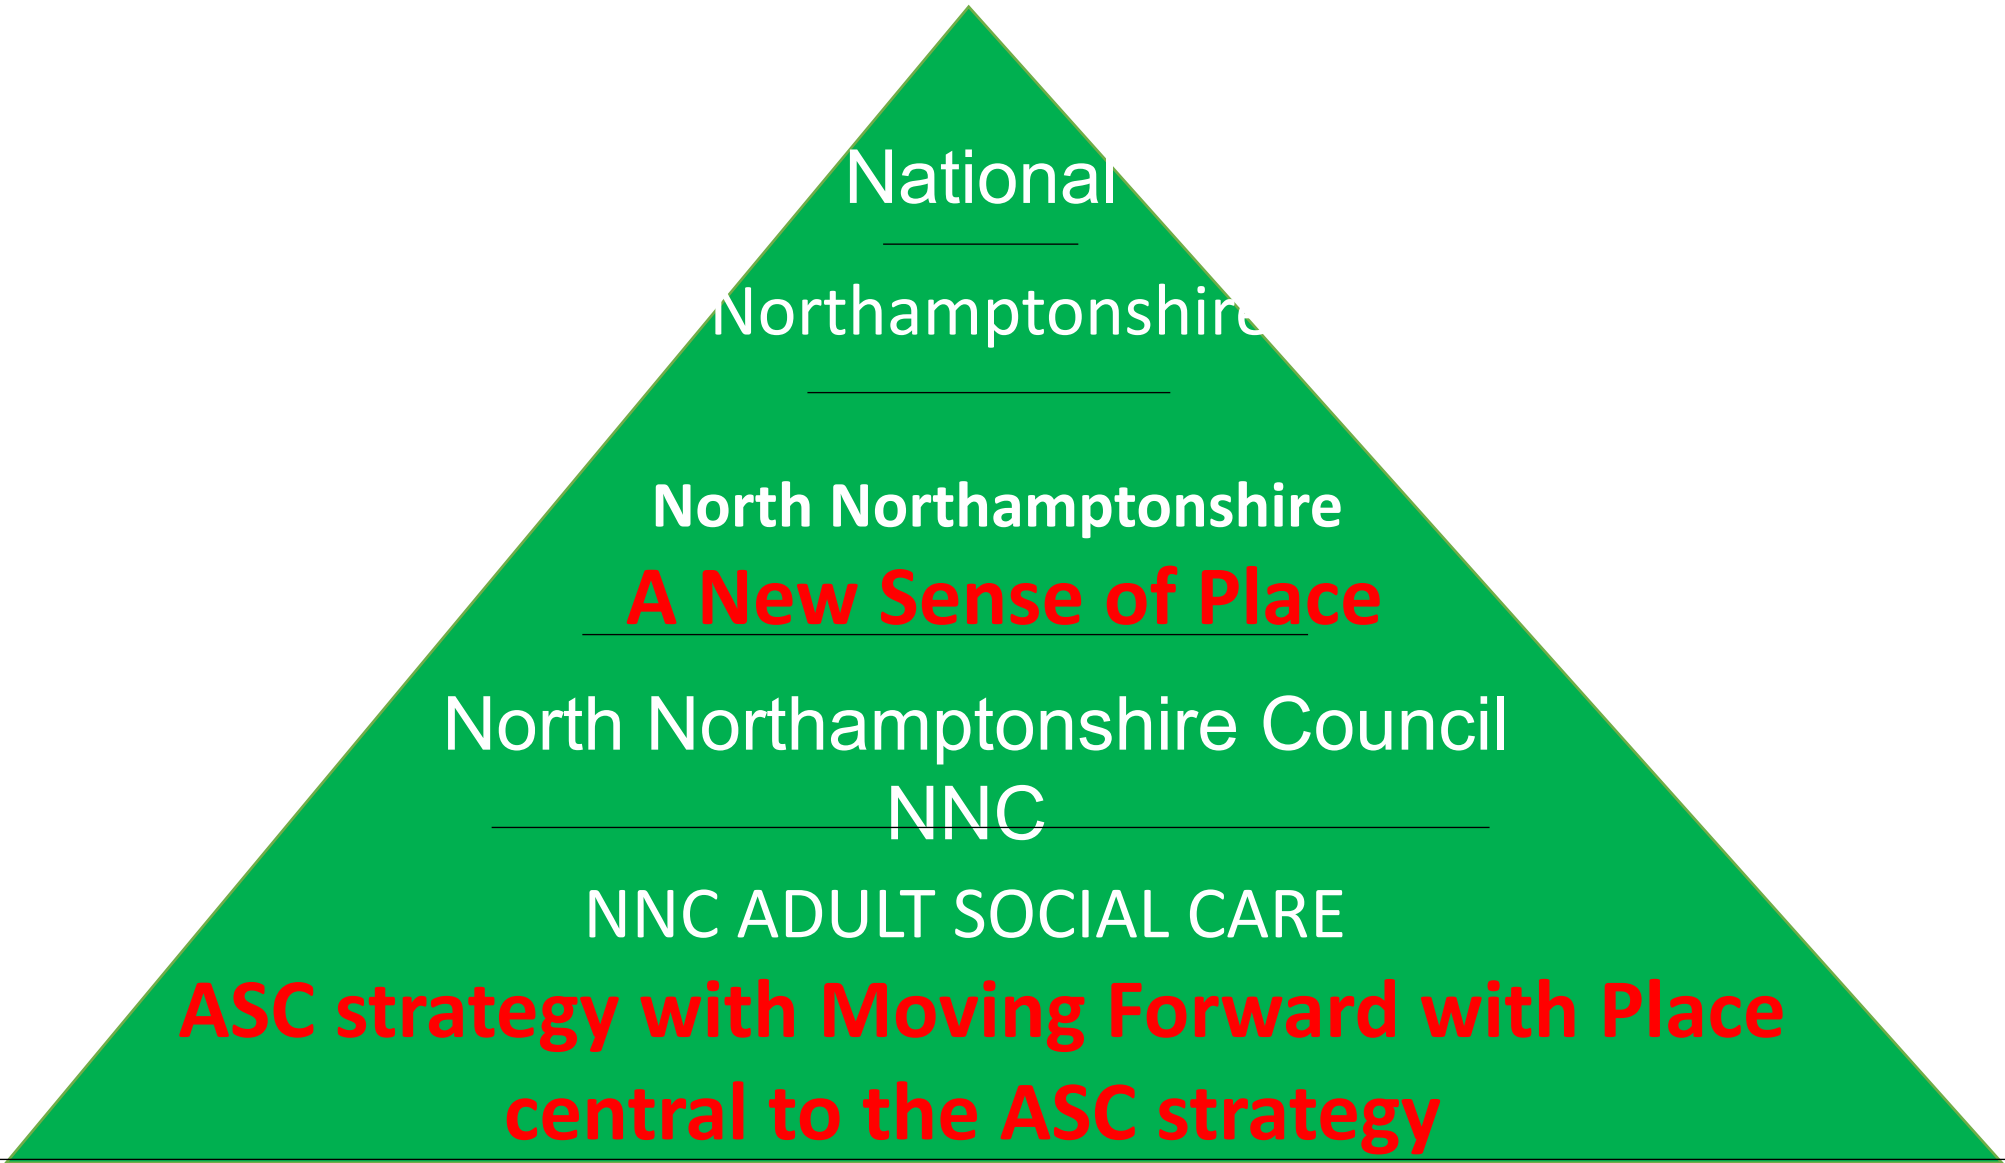 National
Northamptonshire
North Northamptonshire
A New Sense of Place
North Northamptonshire Council
NNC
NNC ADULT SOCIAL CARE
ASC strategy with Moving Forward with Place
central to the ASC strategy